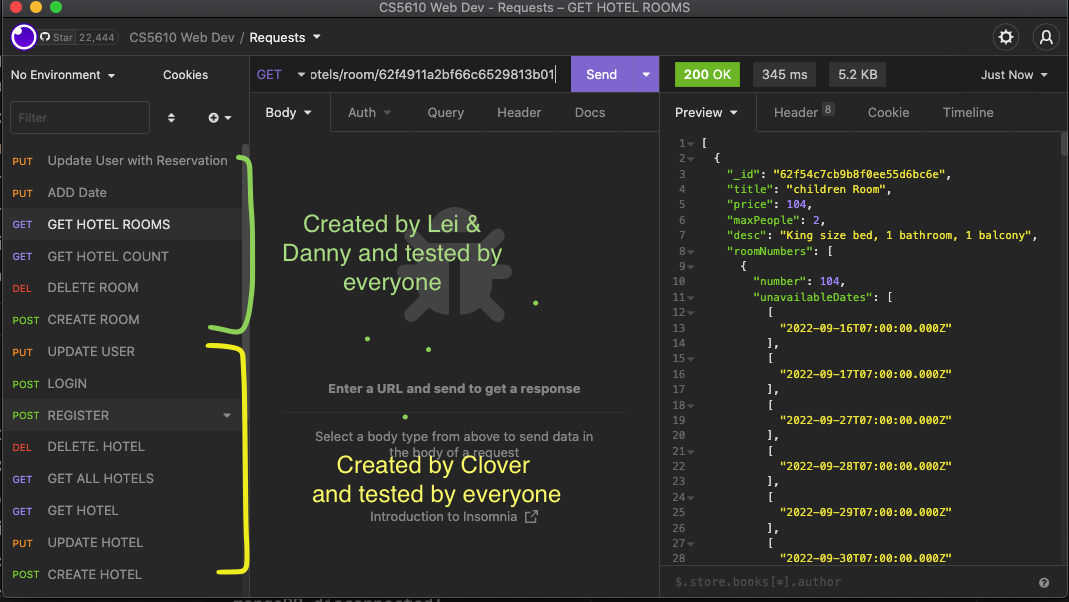 CS5610 Web Dev - Requests – GET HOTEL ROOMS
Star 22,444
CS5610 Web Dev / Requests
No Environment
Cookies
GET otels/room/62f4911a2bf66c6529813b01
Send
200 OK
345 ms
5.2 KB
Just Now
Filter
Body
Auth
Query
Header
Docs
Preview
Header 8
Cookie
Timeline
PUT Update User with Reservation
PUT ADD Date
GET GET HOTEL ROOMS
GET GET HOTEL COUNT
DEL DELETE ROOM
POST CREATE ROOM
PUT UPDATE USER
POST LOGIN
POST REGISTER
DEL DELETE. HOTEL
GET GET ALL HOTELS
GET GET HOTEL
PUT UPDATE HOTEL
POST CREATE HOTEL
Created by Lei &
Danny and tested by
everyone
Enter a URL and send to get a response
Select a body type from above to send data in
the body of a request
Created by Clover
and tested by everyone
Introduction to Insomnia
1 [
2 {
3 "_id": "62f54c7cb9b8f0ee55d6bc6e",
4 "title": "children Room",
5 "price": 104,
6 "maxPeople": 2,
7 "desc": "King size bed, 1 bathroom, 1 balcony",
8 "roomNumbers": [
9 {
10 "number": 104,
11 "unavailableDates": [
12 [
13 "2022-09-16T07:00:00.000Z"
14 ],
15 [
16 "2022-09-17T07:00:00.000Z"
17 ],
18 [
19 "2022-09-27T07:00:00.000Z"
20 ],
21 [
22 "2022-09-28T07:00:00.000Z"
23 ],
24 [
25 "2022-09-29T07:00:00.000Z"
26 ],
27 [
28 "2022-09-30T07:00:00.000Z"
$.store.books[*].author